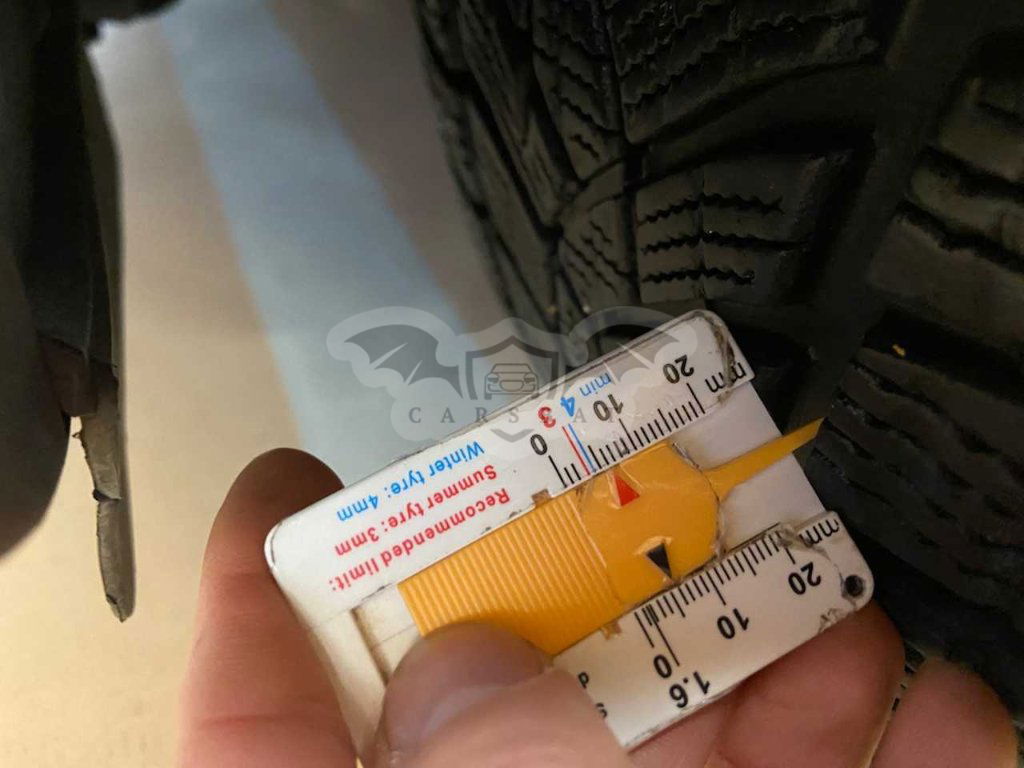 Recommended limit:
Summer tyre: 3mm
Winter tyre: 4mm
min
3 4
0 10 20 mm
CARS
0 10 20 mm
1.6